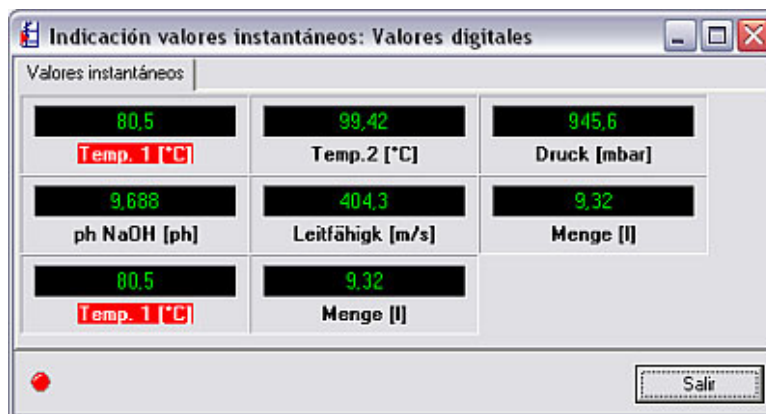 Indicación valores instantáneos: Valores digitales
Valores instantáneos
80,5 99,42 945,6
Temp. 1 [°C] Temp.2 [°C] Druck [mbar]
9,688 404,3 9,32
ph NaOH [ph] Leitfähigk [m/s] Menge [l]
80,5 9,32
Temp. 1 [°C] Menge [l]
Salir